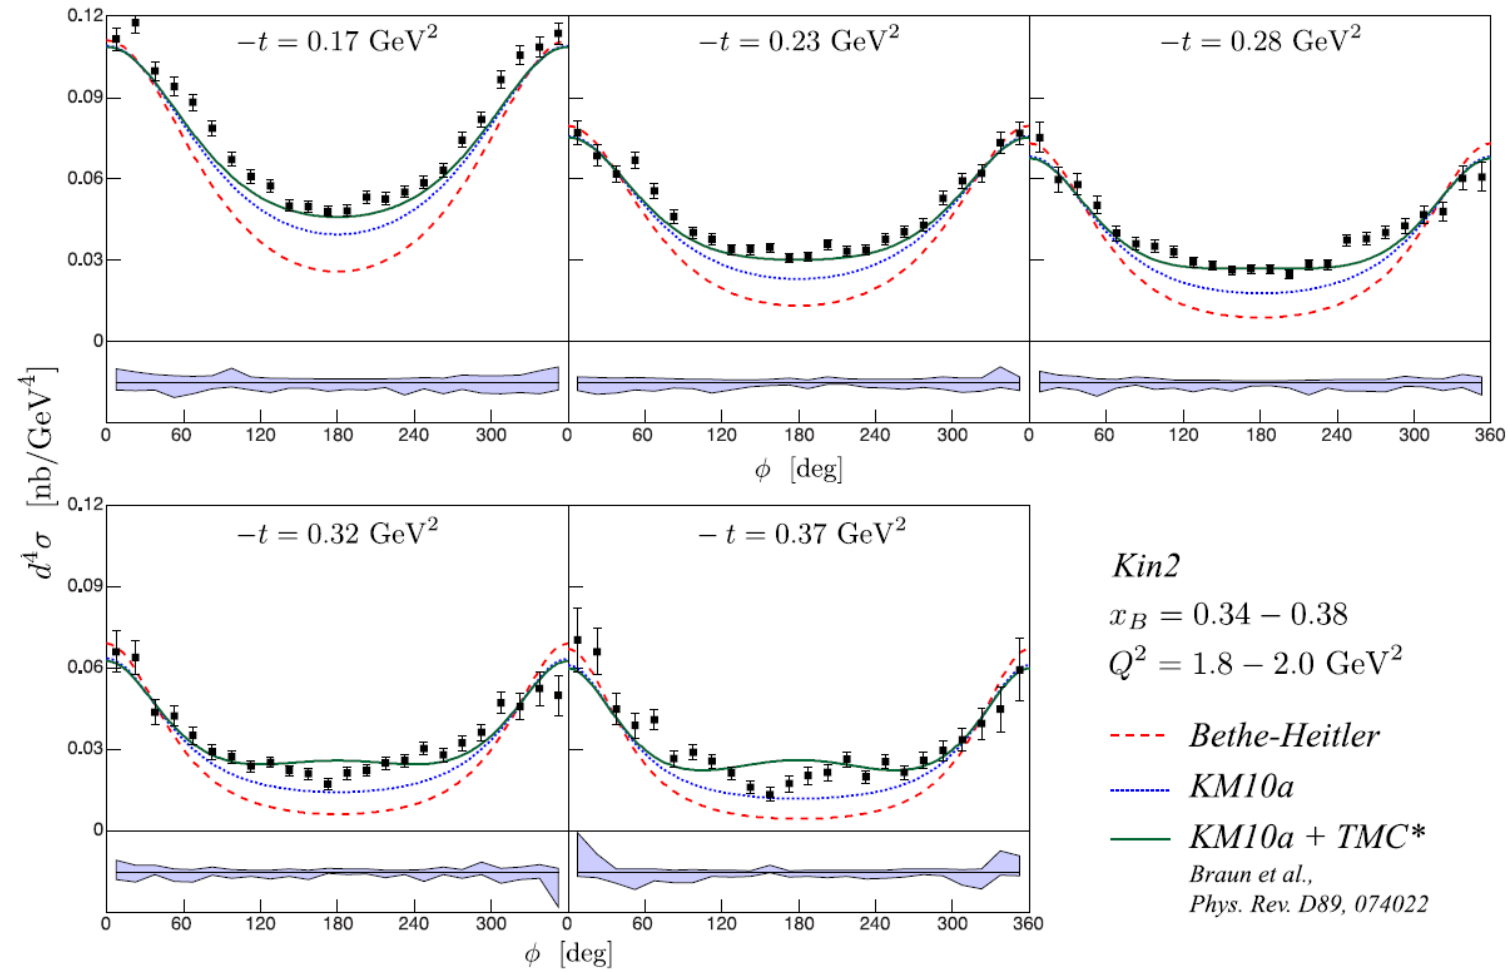 −t = 0.17 GeV²
−t = 0.23 GeV²
−t = 0.28 GeV²
0.12
0.09
0.06
0.03
0
0 60 120 180 240 300 0 60 120 180 240 300 0 60 120 180 240 300 360
ϕ [deg]
d⁴σ [nb/GeV⁴]
−t = 0.32 GeV²
− t = 0.37 GeV²
0.12
0.09
0.06
0.03
0
0 60 120 180 240 300 0 60 120 180 240 300 360
ϕ [deg]
Kin2
x_B = 0.34 − 0.38
Q² = 1.8 − 2.0 GeV²
Bethe-Heitler
KM10a
KM10a + TMC*
Braun et al.,
Phys. Rev. D89, 074022